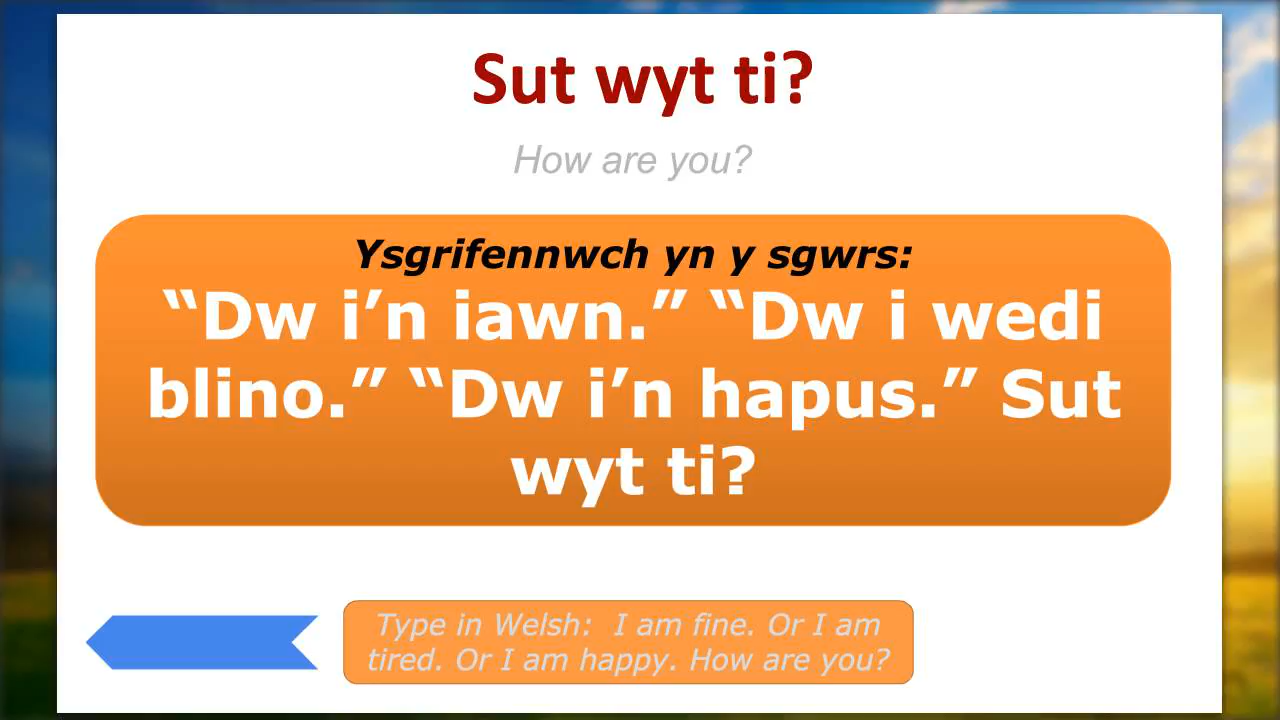 Sut wyt ti?
How are you?
Ysgrifennwch yn y sgwrs:
“Dw i’n iawn.” “Dw i wedi
blino.” “Dw i’n hapus.” Sut
wyt ti?
Type in Welsh:  I am fine. Or I am
tired. Or I am happy. How are you?